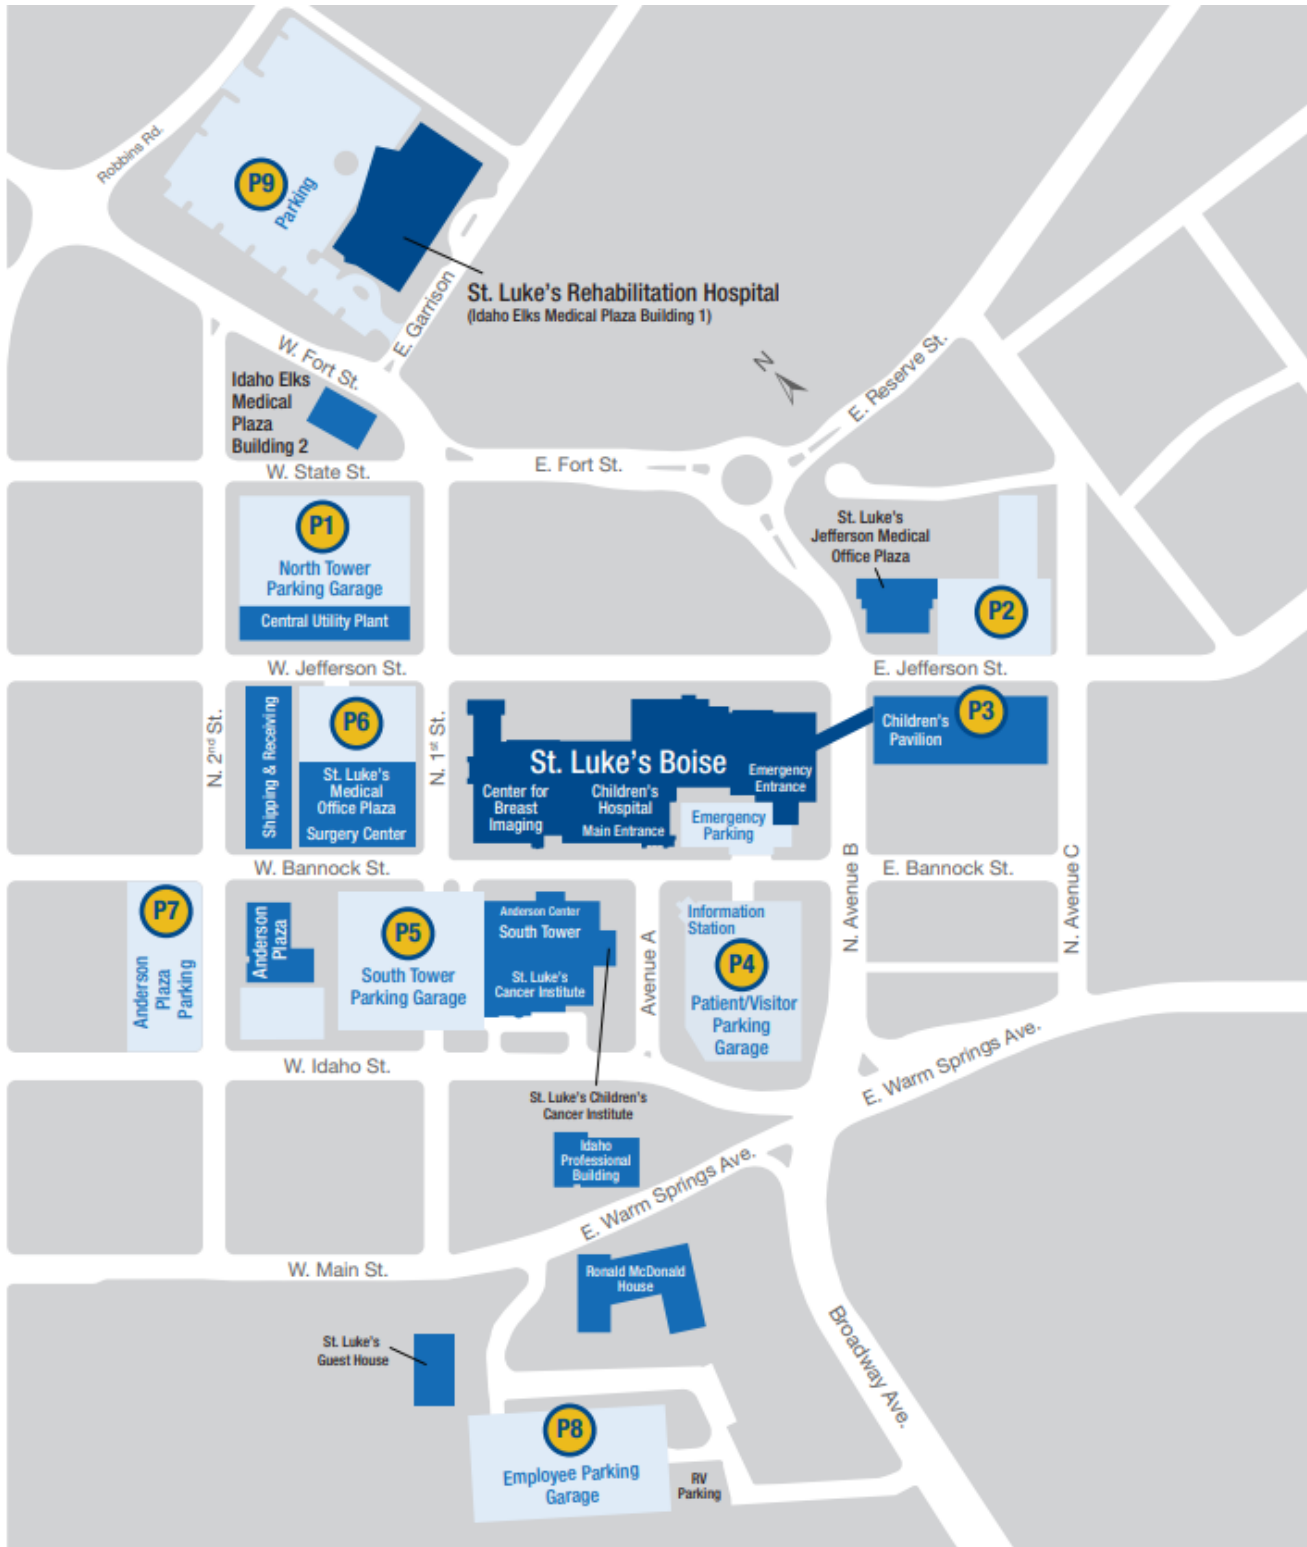 Robbins Rd.
P9
Parking
St. Luke's Rehabilitation Hospital
(Idaho Elks Medical Plaza Building 1)
E. Garrison
W. Fort St.
N
E. Reserve St.
Idaho Elks
Medical
Plaza
Building 2
W. State St.
E. Fort St.
P1
North Tower
Parking Garage
Central Utility Plant
St. Luke's
Jefferson Medical
Office Plaza
P2
W. Jefferson St.
E. Jefferson St.
N. 2nd St.
Shipping & Receiving
P6
St. Luke's
Medical
Office Plaza
Surgery Center
N. 1st St.
St. Luke's Boise
Center for
Breast
Imaging
Children's
Hospital
Main Entrance
Emergency
Entrance
Emergency
Parking
P3
Children's
Pavilion
W. Bannock St.
N. Avenue B
E. Bannock St.
N. Avenue C
P7
Anderson
Plaza
Parking
Anderson
Plaza
P5
South Tower
Parking Garage
Anderson Center
South Tower
St. Luke's
Cancer Institute
Avenue A
Information
Station
P4
Patient/Visitor
Parking
Garage
W. Idaho St.
E. Warm Springs Ave.
St. Luke's Children's
Cancer Institute
Idaho
Professional
Building
E. Warm Springs Ave.
W. Main St.
Ronald McDonald
House
St. Luke's
Guest House
Broadway Ave.
P8
Employee Parking
Garage
RV
Parking